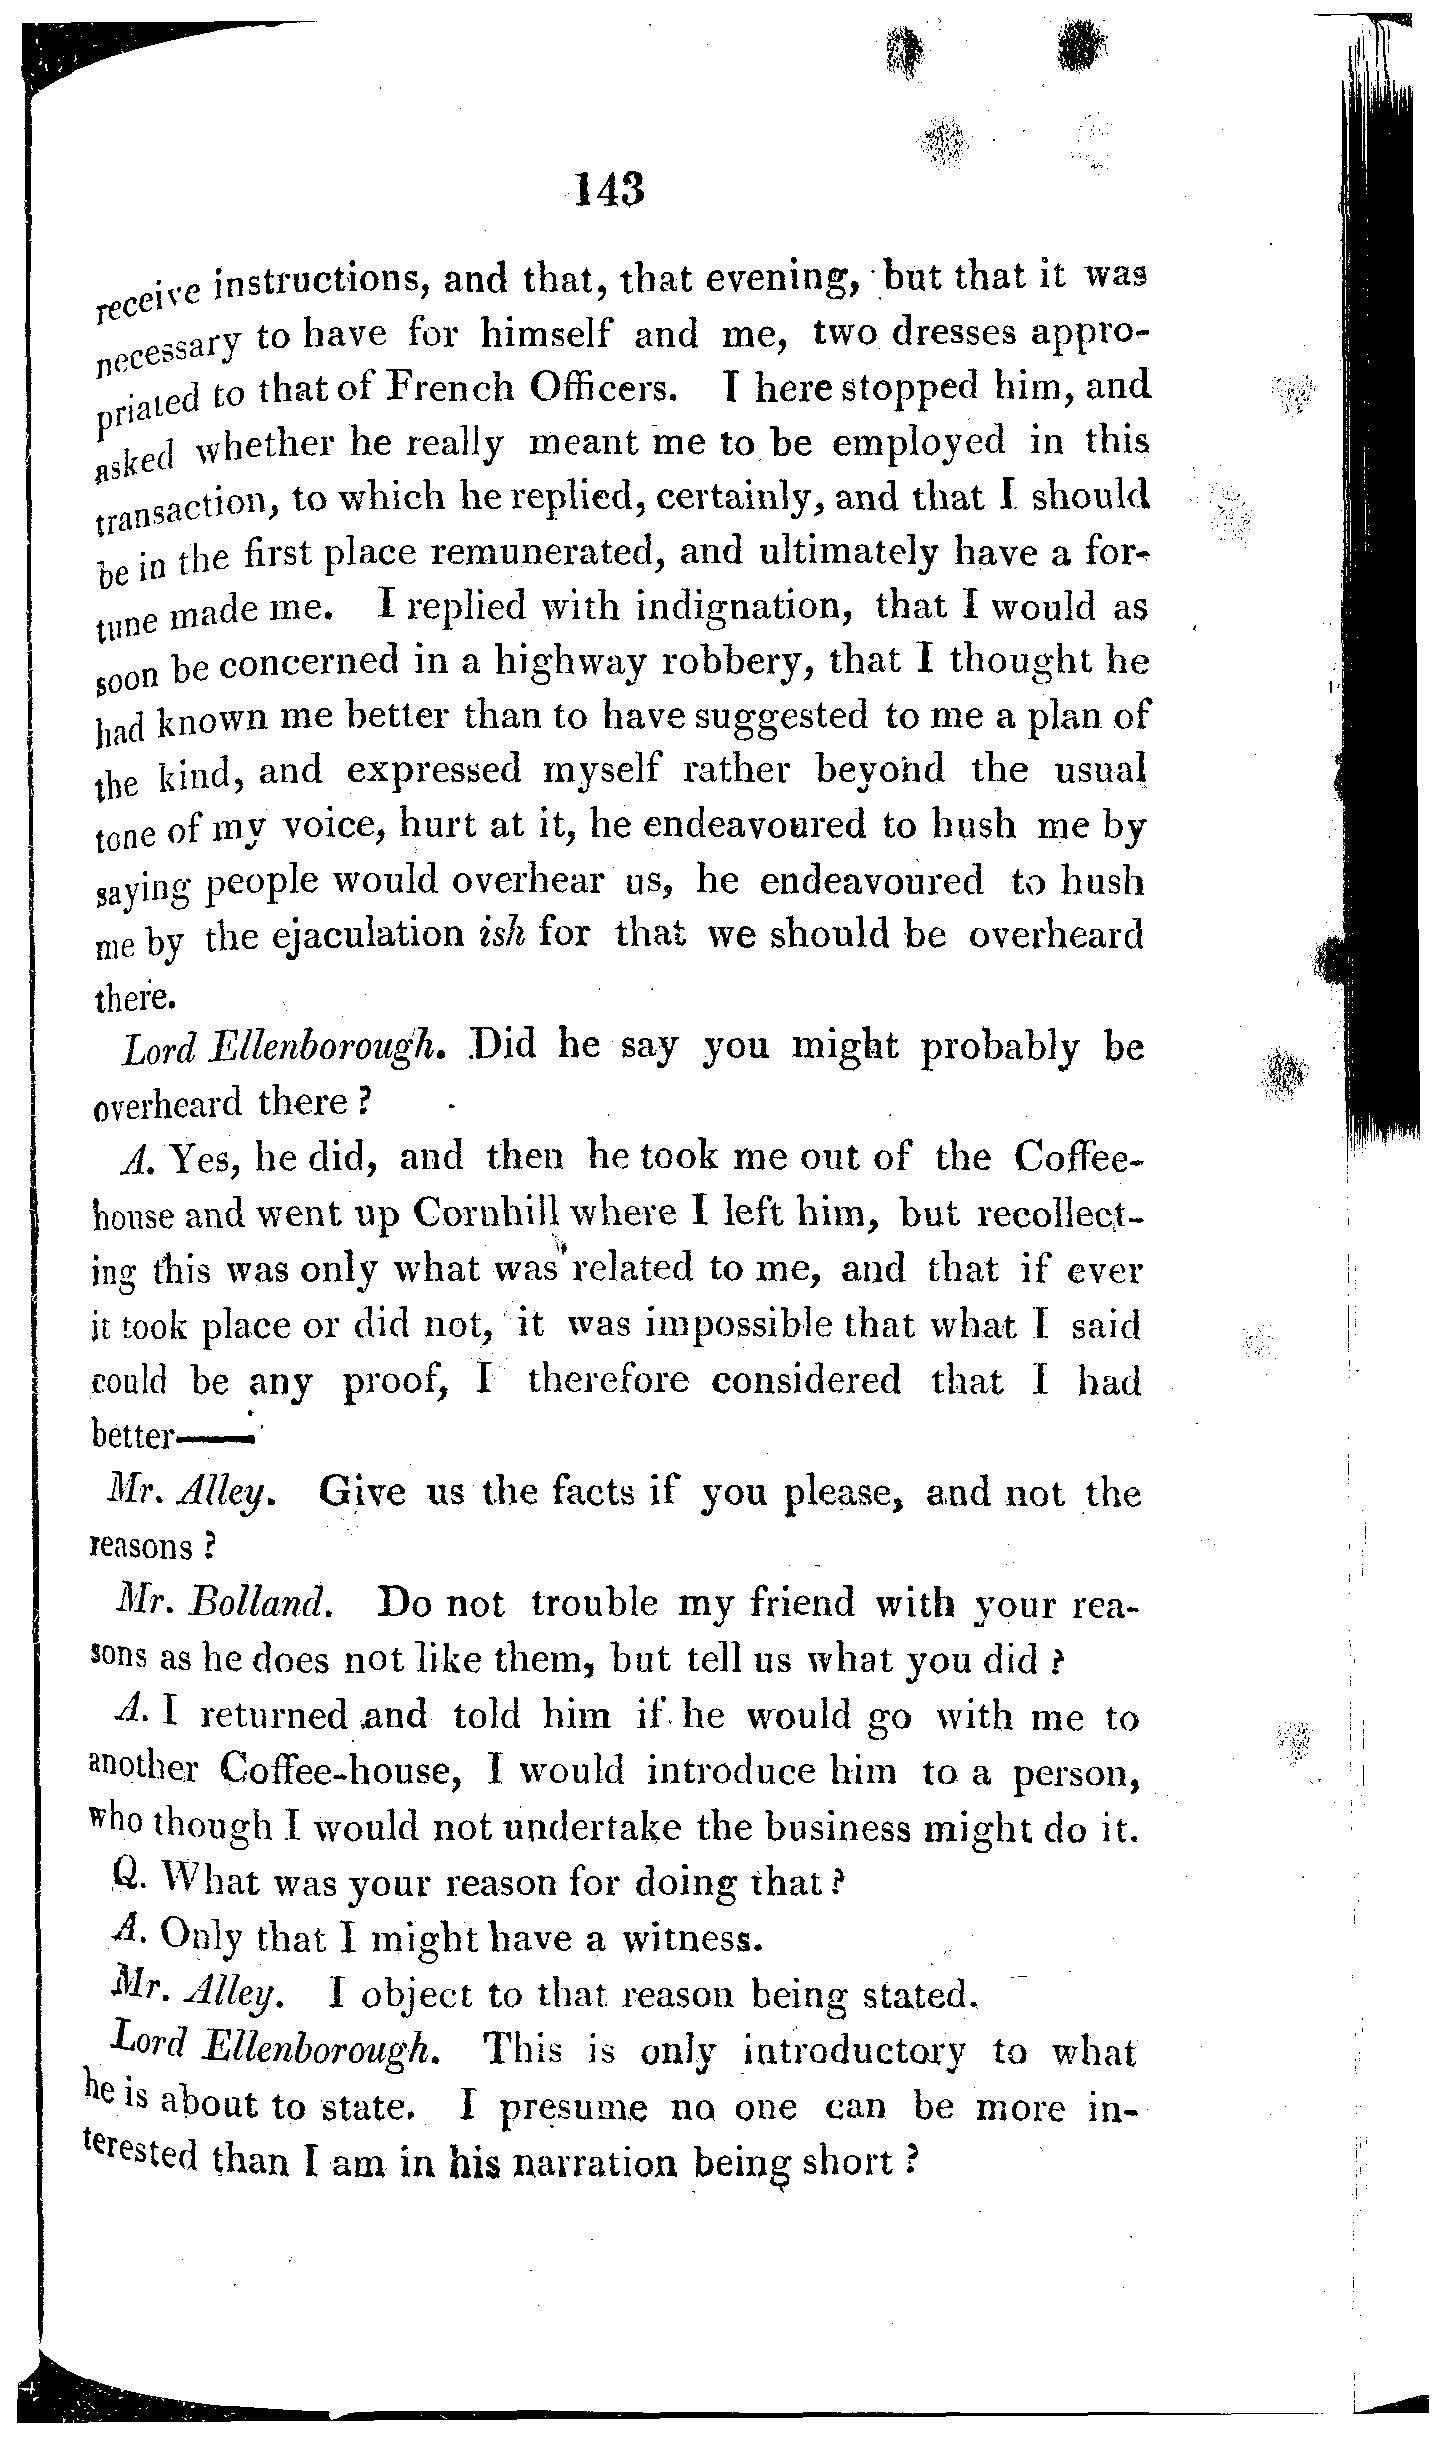 143
receive instructions, and that, that evening, but that it was
necessary to have for himself and me, two dresses appro-
priated to that of French Officers. I here stopped him, and
asked whether he really meant me to be employed in this
transaction, to which he replied, certainly, and that I should
be in the first place remunerated, and ultimately have a for-
tune made me. I replied with indignation, that I would as
soon be concerned in a highway robbery, that I thought he
had known me better than to have suggested to me a plan of
the kind, and expressed myself rather beyond the usual
tone of my voice, hurt at it, he endeavoured to hush me by
saying people would overhear us, he endeavoured to hush
me by the ejaculation ish for that we should be overheard
there.
Lord Ellenborough. Did he say you might probably be
overheard there?
A. Yes, he did, and then he took me out of the Coffee-
house and went up Cornhill where I left him, but recollect-
ing this was only what was related to me, and that if ever
it took place or did not, it was impossible that what I said
could be any proof, I therefore considered that I had
better——
Mr. Alley. Give us the facts if you please, and not the
reasons?
Mr. Bolland. Do not trouble my friend with your rea-
sons as he does not like them, but tell us what you did?
A. I returned and told him if he would go with me to
another Coffee-house, I would introduce him to a person,
who though I would not undertake the business might do it.
Q. What was your reason for doing that?
A. Only that I might have a witness.
Mr. Alley. I object to that reason being stated.
Lord Ellenborough. This is only introductory to what
he is about to state. I presume no one can be more in-
terested than I am in his narration being short?